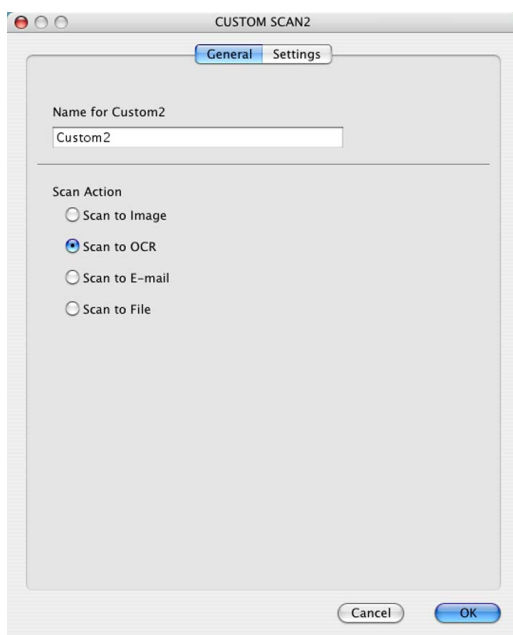 CUSTOM SCAN2
General Settings
Name for Custom2
Custom2
Scan Action
Scan to Image
Scan to OCR
Scan to E-mail
Scan to File
Cancel OK